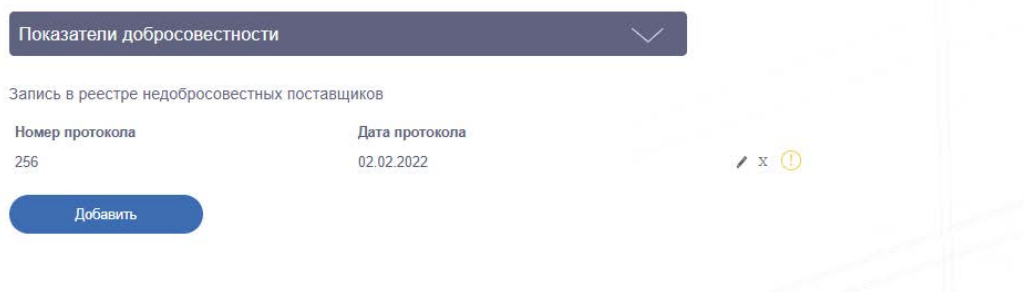 Показатели добросовестности
Запись в реестре недобросовестных поставщиков
Номер протокола Дата протокола
256 02.02.2022 x !
Добавить